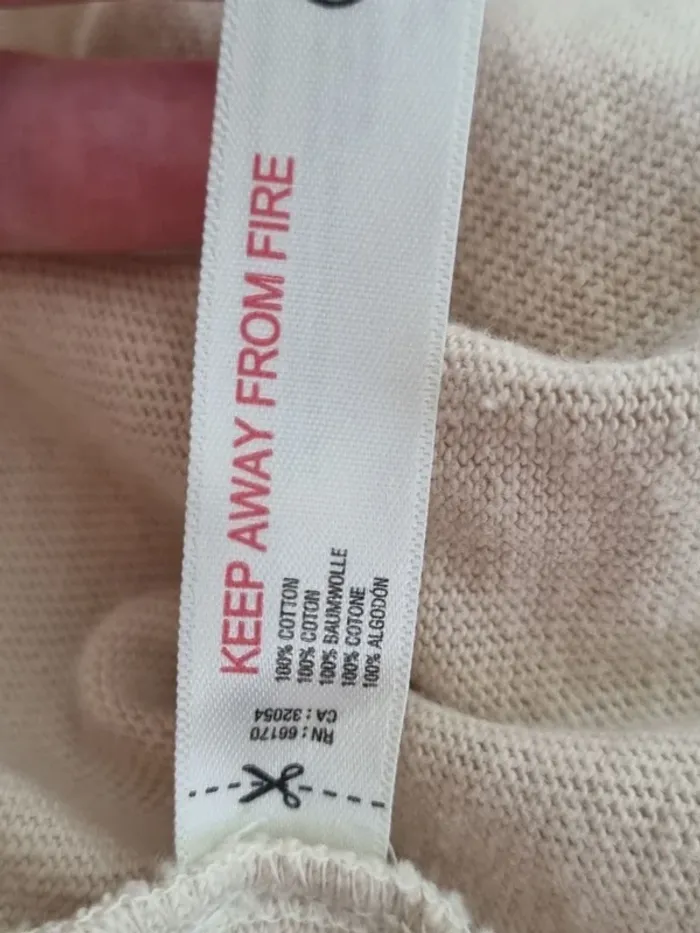 KEEP AWAY FROM FIRE
100% COTTON
100% COTON
100% BAUMWOLLE
100% COTONE
100% ALGODÓN
RN : 66170
CA : 32054